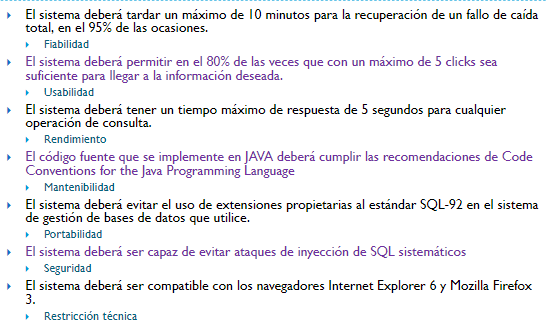 El sistema deberá tardar un máximo de 10 minutos para la recuperación de un fallo de caída
total, en el 95% de las ocasiones.
Fiabilidad
El sistema deberá permitir en el 80% de las veces que con un máximo de 5 clicks sea
suficiente para llegar a la información deseada.
Usabilidad
El sistema deberá tener un tiempo máximo de respuesta de 5 segundos para cualquier
operación de consulta.
Rendimiento
El código fuente que se implemente en JAVA deberá cumplir las recomendaciones de Code
Conventions for the Java Programming Language
Mantenibilidad
El sistema deberá evitar el uso de extensiones propietarias al estándar SQL-92 en el sistema
de gestión de bases de datos que utilice.
Portabilidad
El sistema deberá ser capaz de evitar ataques de inyección de SQL sistemáticos
Seguridad
El sistema deberá ser compatible con los navegadores Internet Explorer 6 y Mozilla Firefox
3.
Restricción técnica